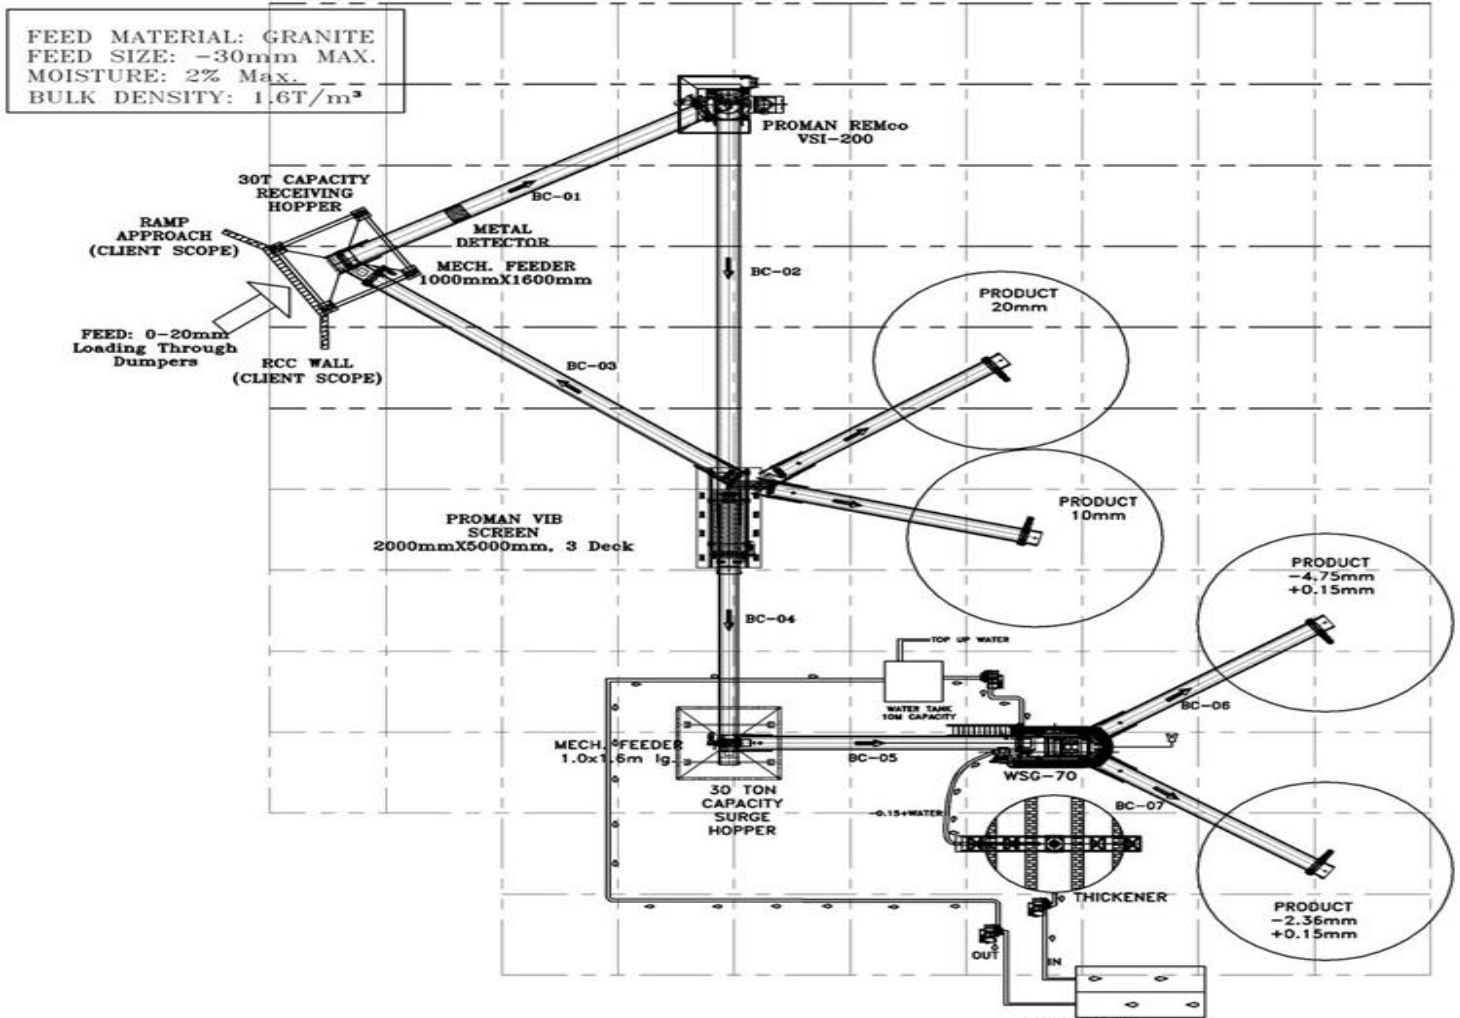 FEED MATERIAL: GRANITE
FEED SIZE: -30mm MAX.
MOISTURE: 2% Max.
BULK DENSITY: 1.6T/m³
PROMAN REMco
VSI-200
30T CAPACITY
RECEIVING
HOPPER
BC-01
RAMP
APPROACH
(CLIENT SCOPE)
METAL
DETECTOR
MECH. FEEDER
1000mmX1600mm
BC-02
PRODUCT
20mm
FEED: 0-20mm
Loading Through
Dumpers
RCC WALL
(CLIENT SCOPE)
BC-03
PRODUCT
10mm
PROMAN VIB
SCREEN
2000mmX5000mm, 3 Deck
PRODUCT
-4.75mm
+0.15mm
BC-04
TOP UP WATER
WATER TANK
10M CAPACITY
BC-06
MECH. FEEDER
1.0x1.6m lg.
BC-05
WSG-70
30 TON
CAPACITY
SURGE
HOPPER
BC-07
-0.15+WATER
THICKENER
PRODUCT
-2.36mm
+0.15mm
OUT
IN